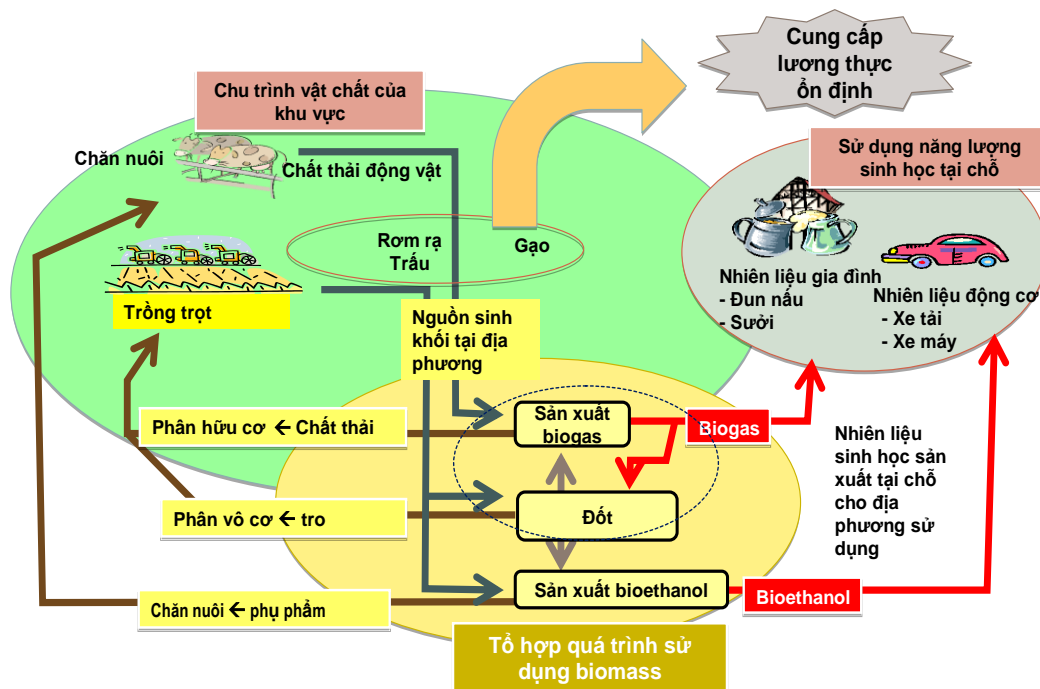 Cung cấp
lương thực
ổn định
Chu trình vật chất của
khu vực
Sử dụng năng lượng
sinh học tại chỗ
Chăn nuôi
Chất thải động vật
Rơm rạ
Trấu
Gạo
Trồng trọt
Nguồn sinh
khối tại địa
phương
Nhiên liệu gia đình
- Đun nấu
- Sưởi
Nhiên liệu động cơ
- Xe tải
- Xe máy
Phân hữu cơ ← Chất thải
Sản xuất
biogas
Biogas
Nhiên liệu
sinh học sản
xuất tại chỗ
cho địa
phương sử
dụng
Phân vô cơ ← tro
Đốt
Chăn nuôi ← phụ phẩm
Sản xuất bioethanol
Bioethanol
Tổ hợp quá trình sử
dụng biomass